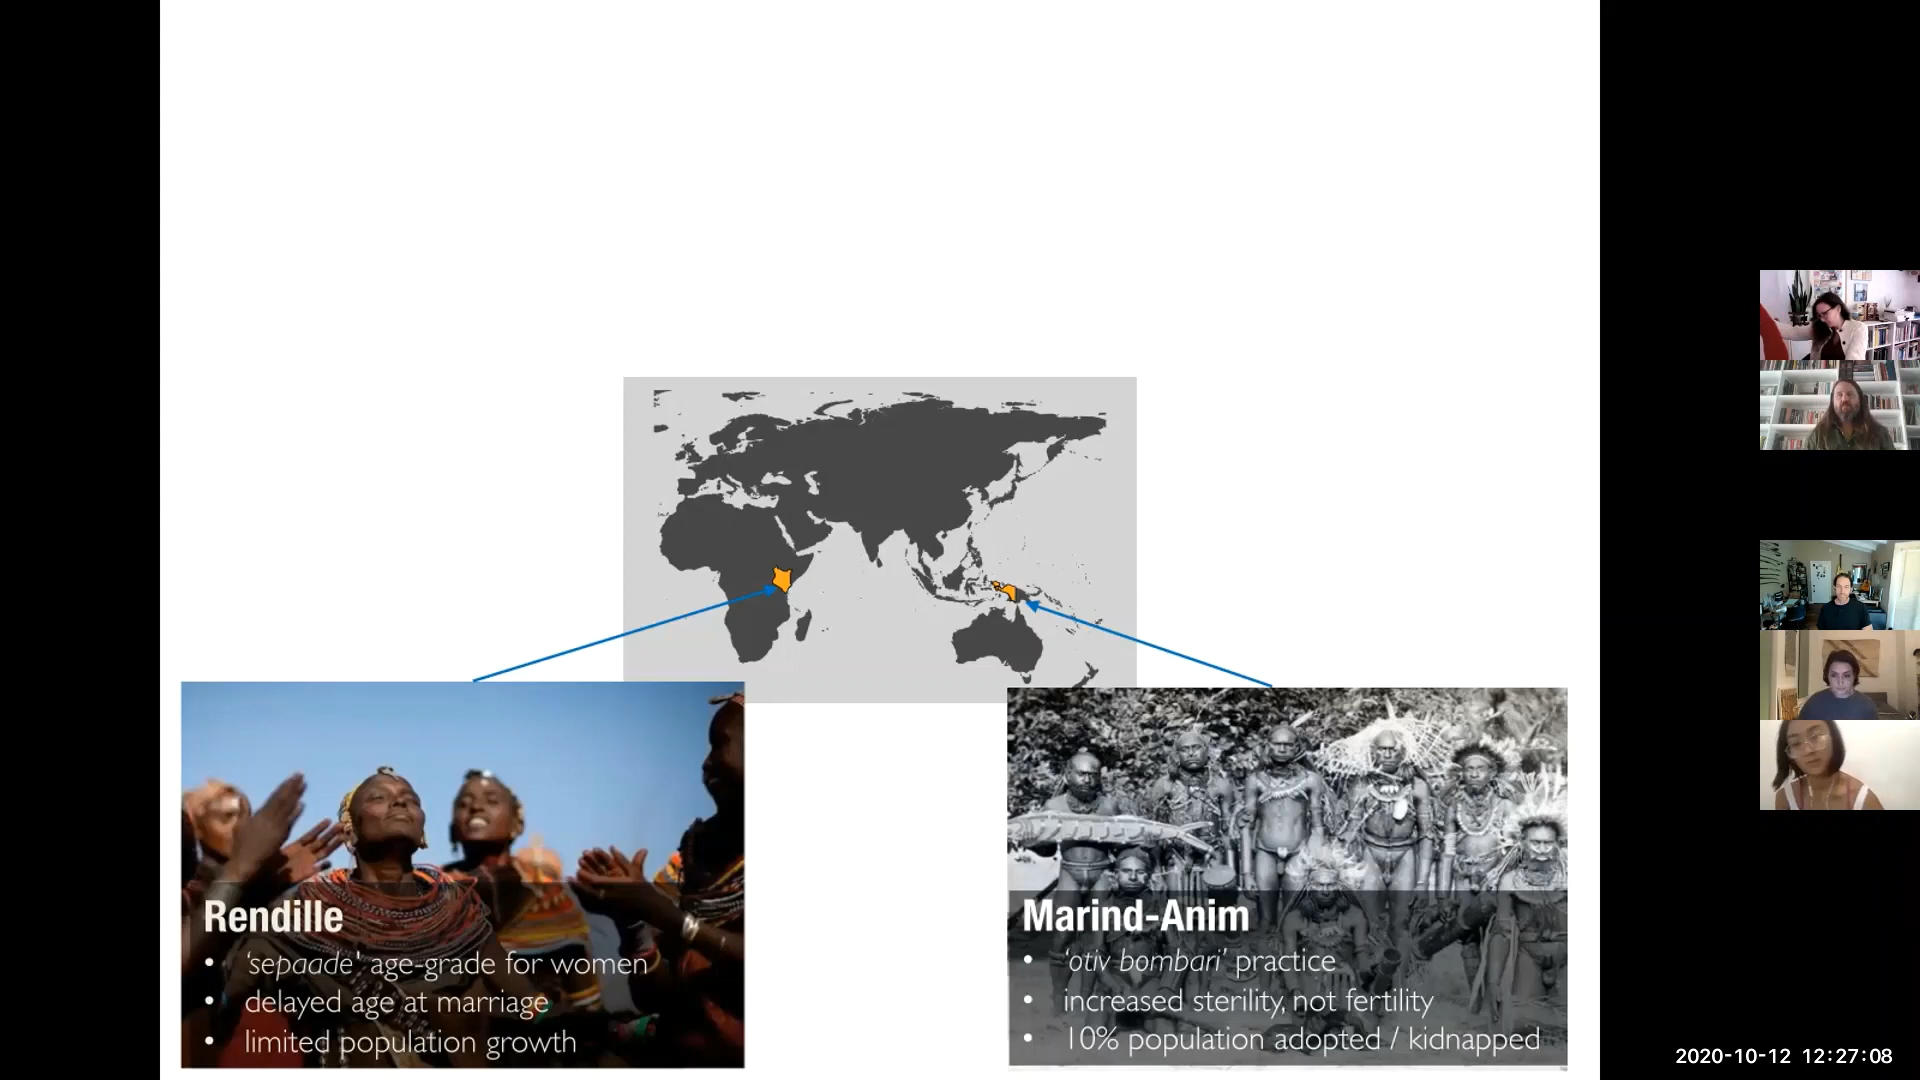 Rendille
• 'sepaade' age-grade for women
• delayed age at marriage
• limited population growth
Marind-Anim
• 'otiv bombari' practice
• increased sterility, not fertility
• 10% population adopted / kidnapped
2020-10-12 12:27:08